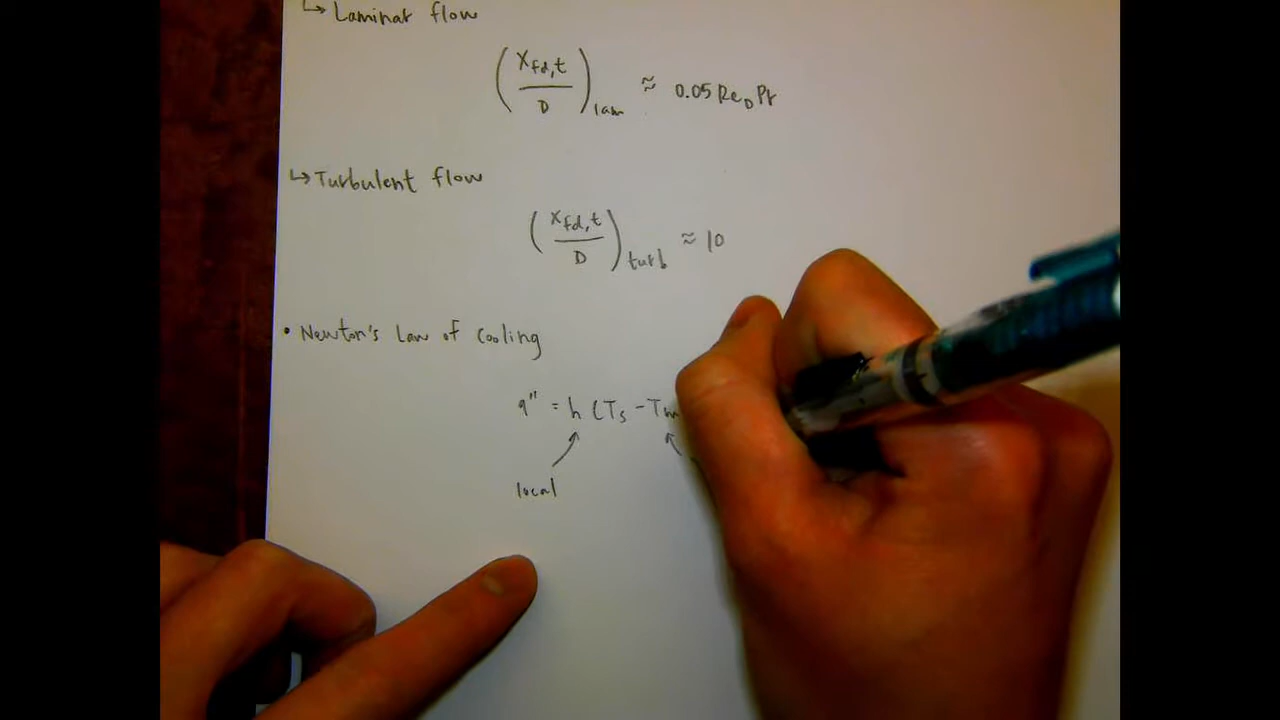 ↳ Laminar flow
(x_fd,t / D)_lam ≈ 0.05 Re_D Pr
↳ Turbulent flow
(x_fd,t / D)_turb ≈ 10
• Newton's Law of Cooling
q" = h (T_s - T_m
local